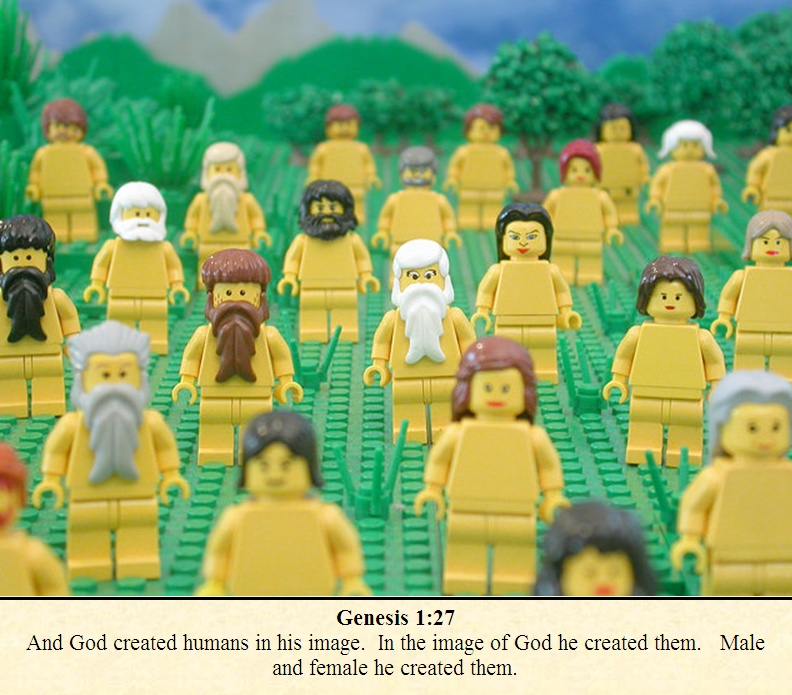 Genesis 1:27
And God created humans in his image.  In the image of God he created them.   Male
and female he created them.